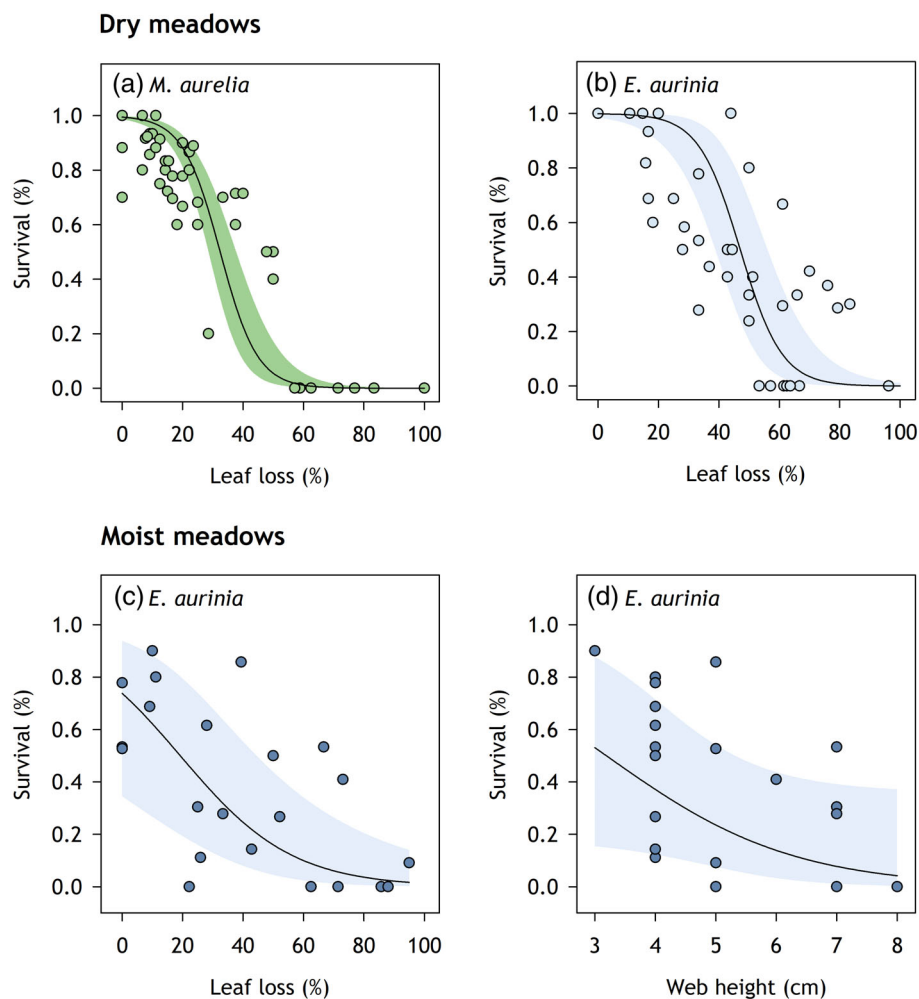 Dry meadows
(a) M. aurelia
Survival (%)
1.0
0.8
0.6
0.4
0.2
0.0
0 20 40 60 80 100
Leaf loss (%)
(b) E. aurinia
Survival (%)
1.0
0.8
0.6
0.4
0.2
0.0
0 20 40 60 80 100
Leaf loss (%)
Moist meadows
(c) E. aurinia
Survival (%)
1.0
0.8
0.6
0.4
0.2
0.0
0 20 40 60 80 100
Leaf loss (%)
(d) E. aurinia
Survival (%)
1.0
0.8
0.6
0.4
0.2
0.0
3 4 5 6 7 8
Web height (cm)